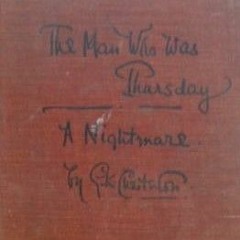 The Man Who Was
Thursday
A Nightmare.
by G. K. Chesterton.